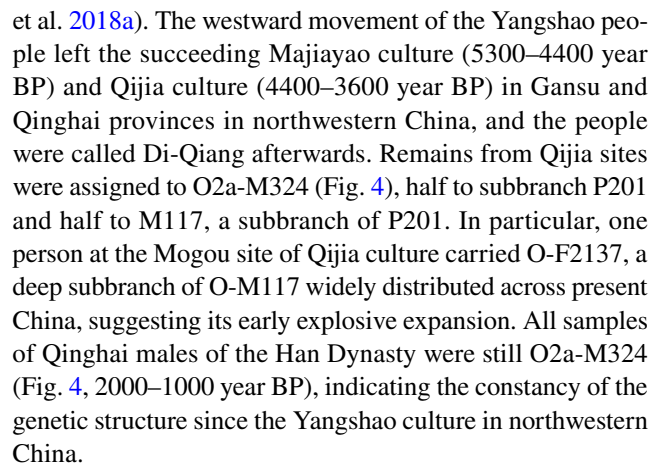 et al. 2018a). The westward movement of the Yangshao peo-
ple left the succeeding Majiayao culture (5300–4400 year
BP) and Qijia culture (4400–3600 year BP) in Gansu and
Qinghai provinces in northwestern China, and the people
were called Di-Qiang afterwards. Remains from Qijia sites
were assigned to O2a-M324 (Fig. 4), half to subbranch P201
and half to M117, a subbranch of P201. In particular, one
person at the Mogou site of Qijia culture carried O-F2137, a
deep subbranch of O-M117 widely distributed across present
China, suggesting its early explosive expansion. All samples
of Qinghai males of the Han Dynasty were still O2a-M324
(Fig. 4, 2000–1000 year BP), indicating the constancy of the
genetic structure since the Yangshao culture in northwestern
China.